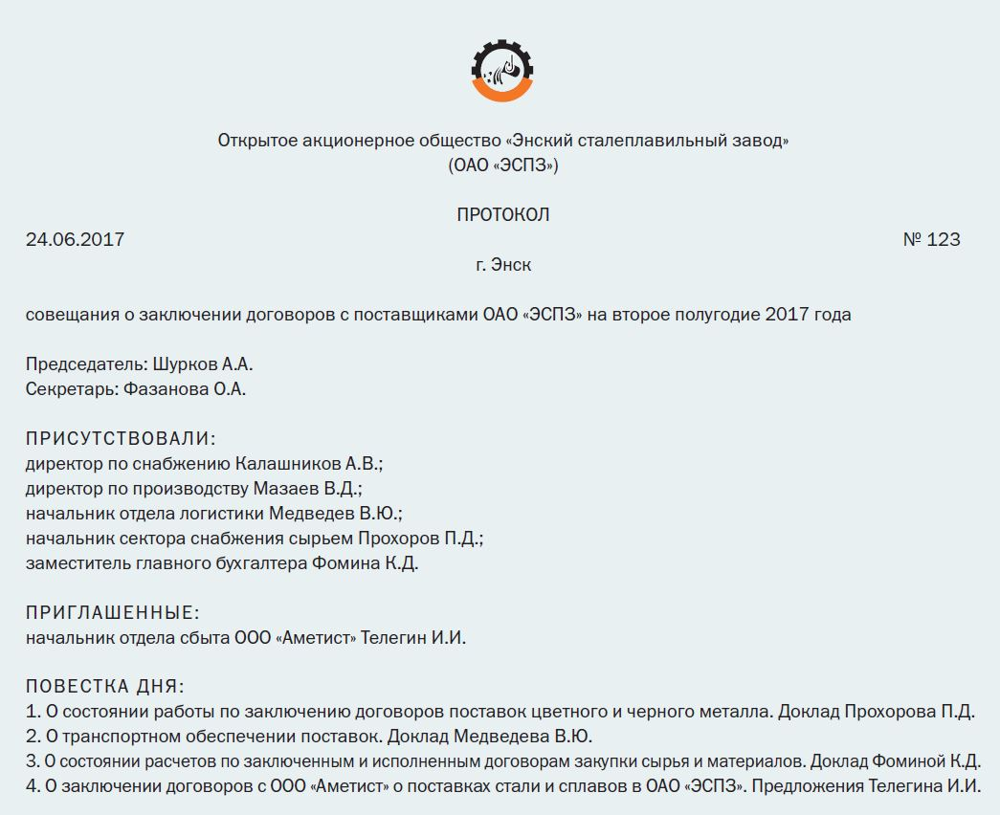 Открытое акционерное общество «Энский сталеплавильный завод»
(ОАО «ЭСПЗ»)
ПРОТОКОЛ
24.06.2017 № 123
г. Энск
совещания о заключении договоров с поставщиками ОАО «ЭСПЗ» на второе полугодие 2017 года
Председатель: Шурков А.А.
Секретарь: Фазанова О.А.
ПРИСУТСТВОВАЛИ:
директор по снабжению Калашников А.В.;
директор по производству Мазаев В.Д.;
начальник отдела логистики Медведев В.Ю.;
начальник сектора снабжения сырьем Прохоров П.Д.;
заместитель главного бухгалтера Фомина К.Д.
ПРИГЛАШЕННЫЕ:
начальник отдела сбыта ООО «Аметист» Телегин И.И.
ПОВЕСТКА ДНЯ:
1. О состоянии работы по заключению договоров поставок цветного и черного металла. Доклад Прохорова П.Д.
2. О транспортном обеспечении поставок. Доклад Медведева В.Ю.
3. О состоянии расчетов по заключенным и исполненным договорам закупки сырья и материалов. Доклад Фоминой К.Д.
4. О заключении договоров с ООО «Аметист» о поставках стали и сплавов в ОАО «ЭСПЗ». Предложения Телегина И.И.